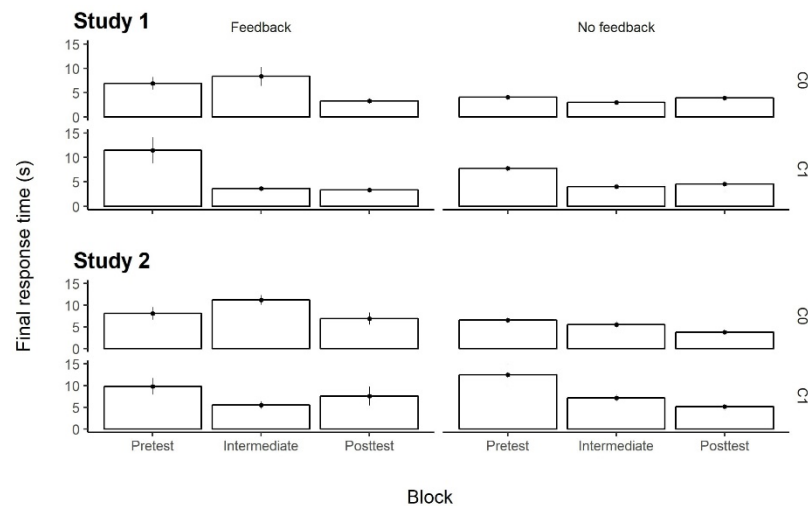 Study 1
Feedback
No feedback
15
10
5
0
C0
15
10
5
0
C1
Final response time (s)
Study 2
15
10
5
0
C0
15
10
5
0
C1
Pretest
Intermediate
Posttest
Pretest
Intermediate
Posttest
Block